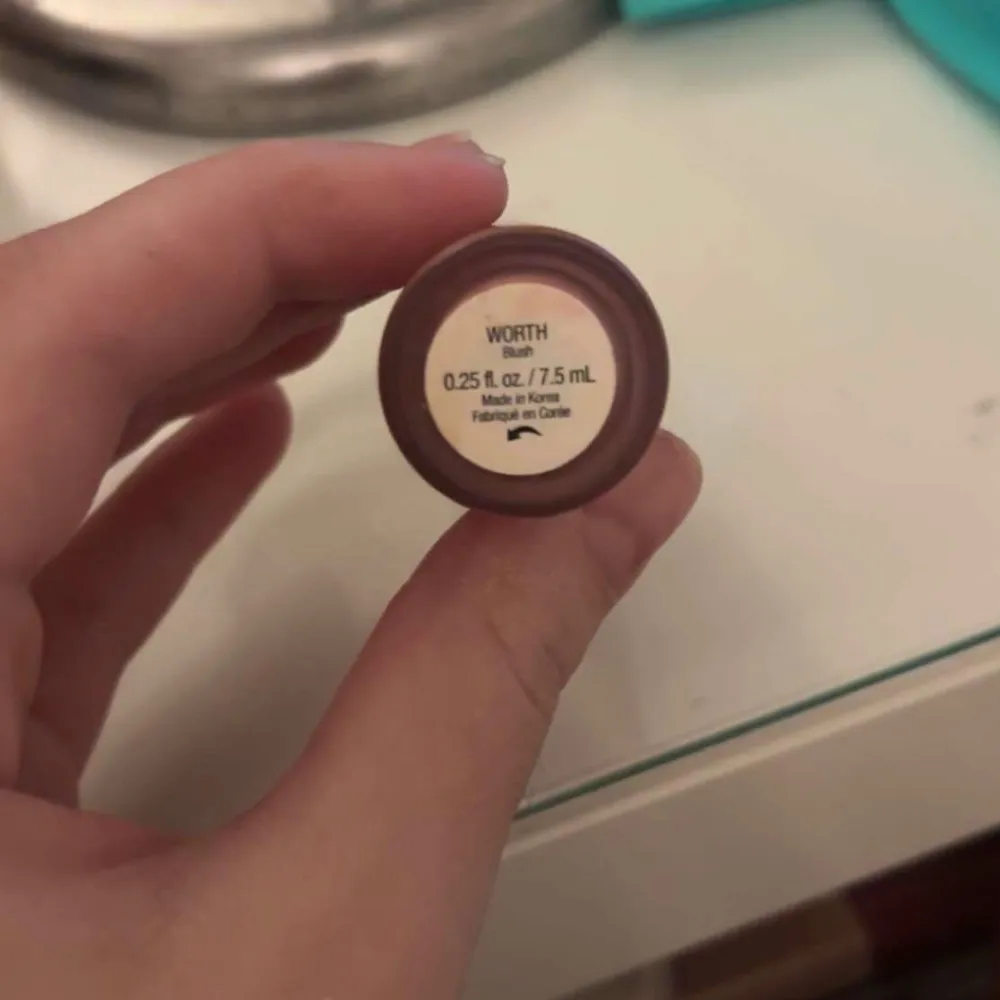 WORTH
Blush
0.25 fl. oz. / 7.5 mL
Made in Korea
Fabriqué en Corée